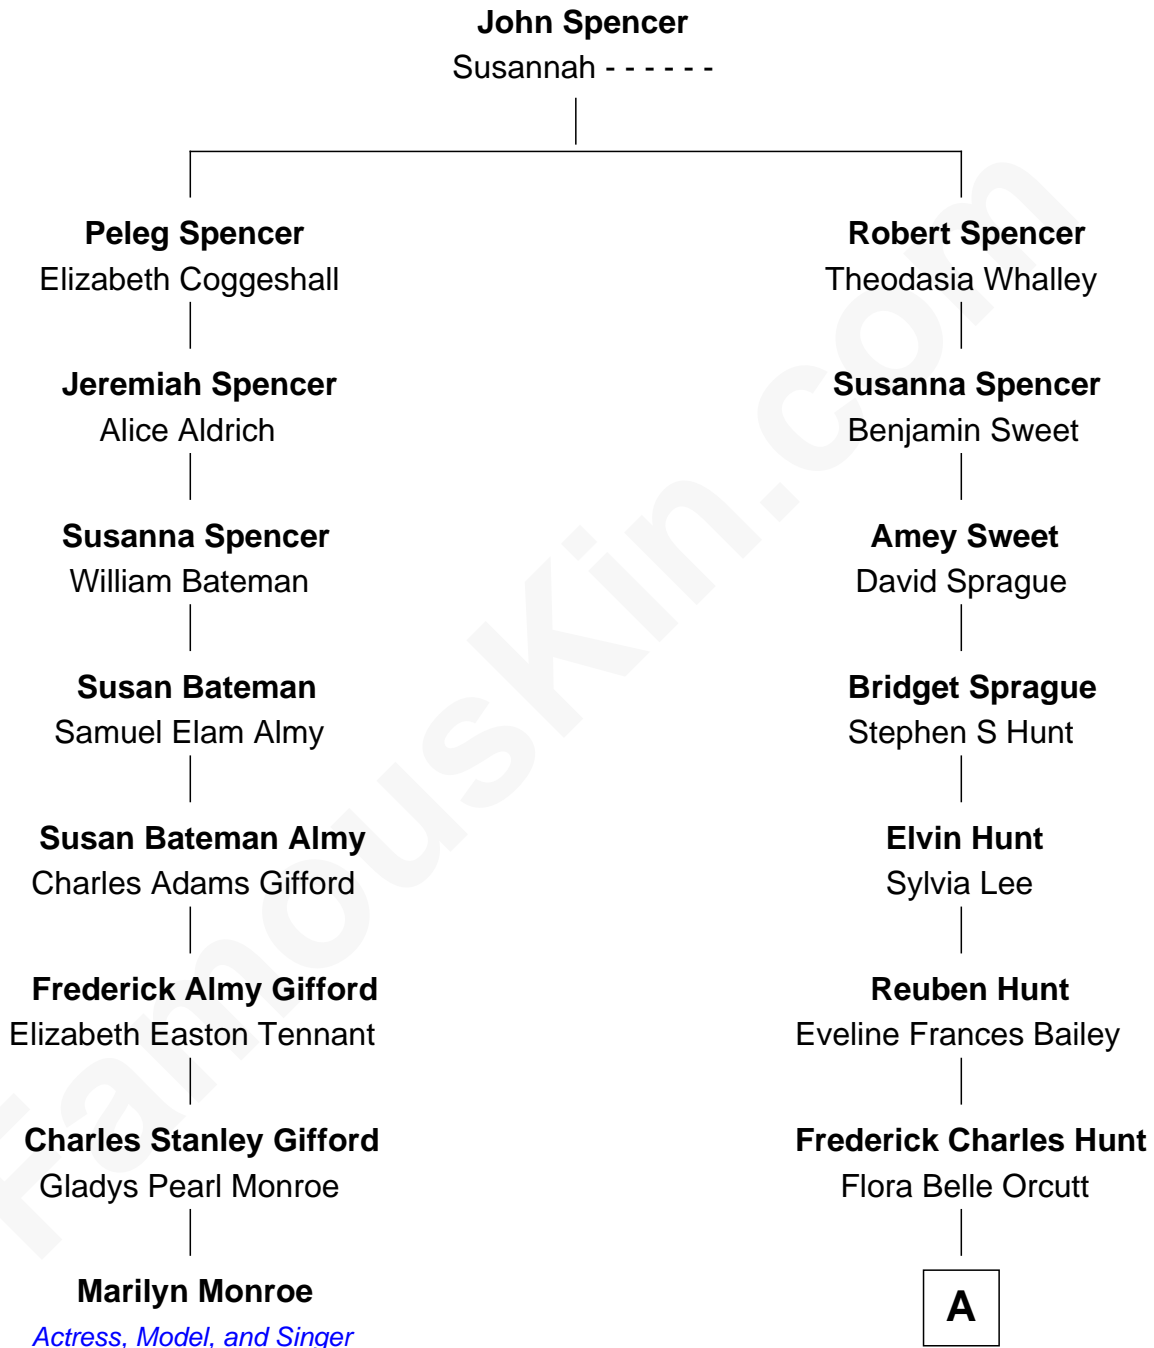 John Spencer
Susannah - - - - - -
Peleg Spencer
Elizabeth Coggeshall
Robert Spencer
Theodasia Whalley
Jeremiah Spencer
Alice Aldrich
Susanna Spencer
Benjamin Sweet
Susanna Spencer
William Bateman
Amey Sweet
David Sprague
Susan Bateman
Samuel Elam Almy
Bridget Sprague
Stephen S Hunt
Susan Bateman Almy
Charles Adams Gifford
Elvin Hunt
Sylvia Lee
Frederick Almy Gifford
Elizabeth Easton Tennant
Reuben Hunt
Eveline Frances Bailey
Charles Stanley Gifford
Gladys Pearl Monroe
Frederick Charles Hunt
Flora Belle Orcutt
Marilyn Monroe
Actress, Model, and Singer
A
FamousKin.com